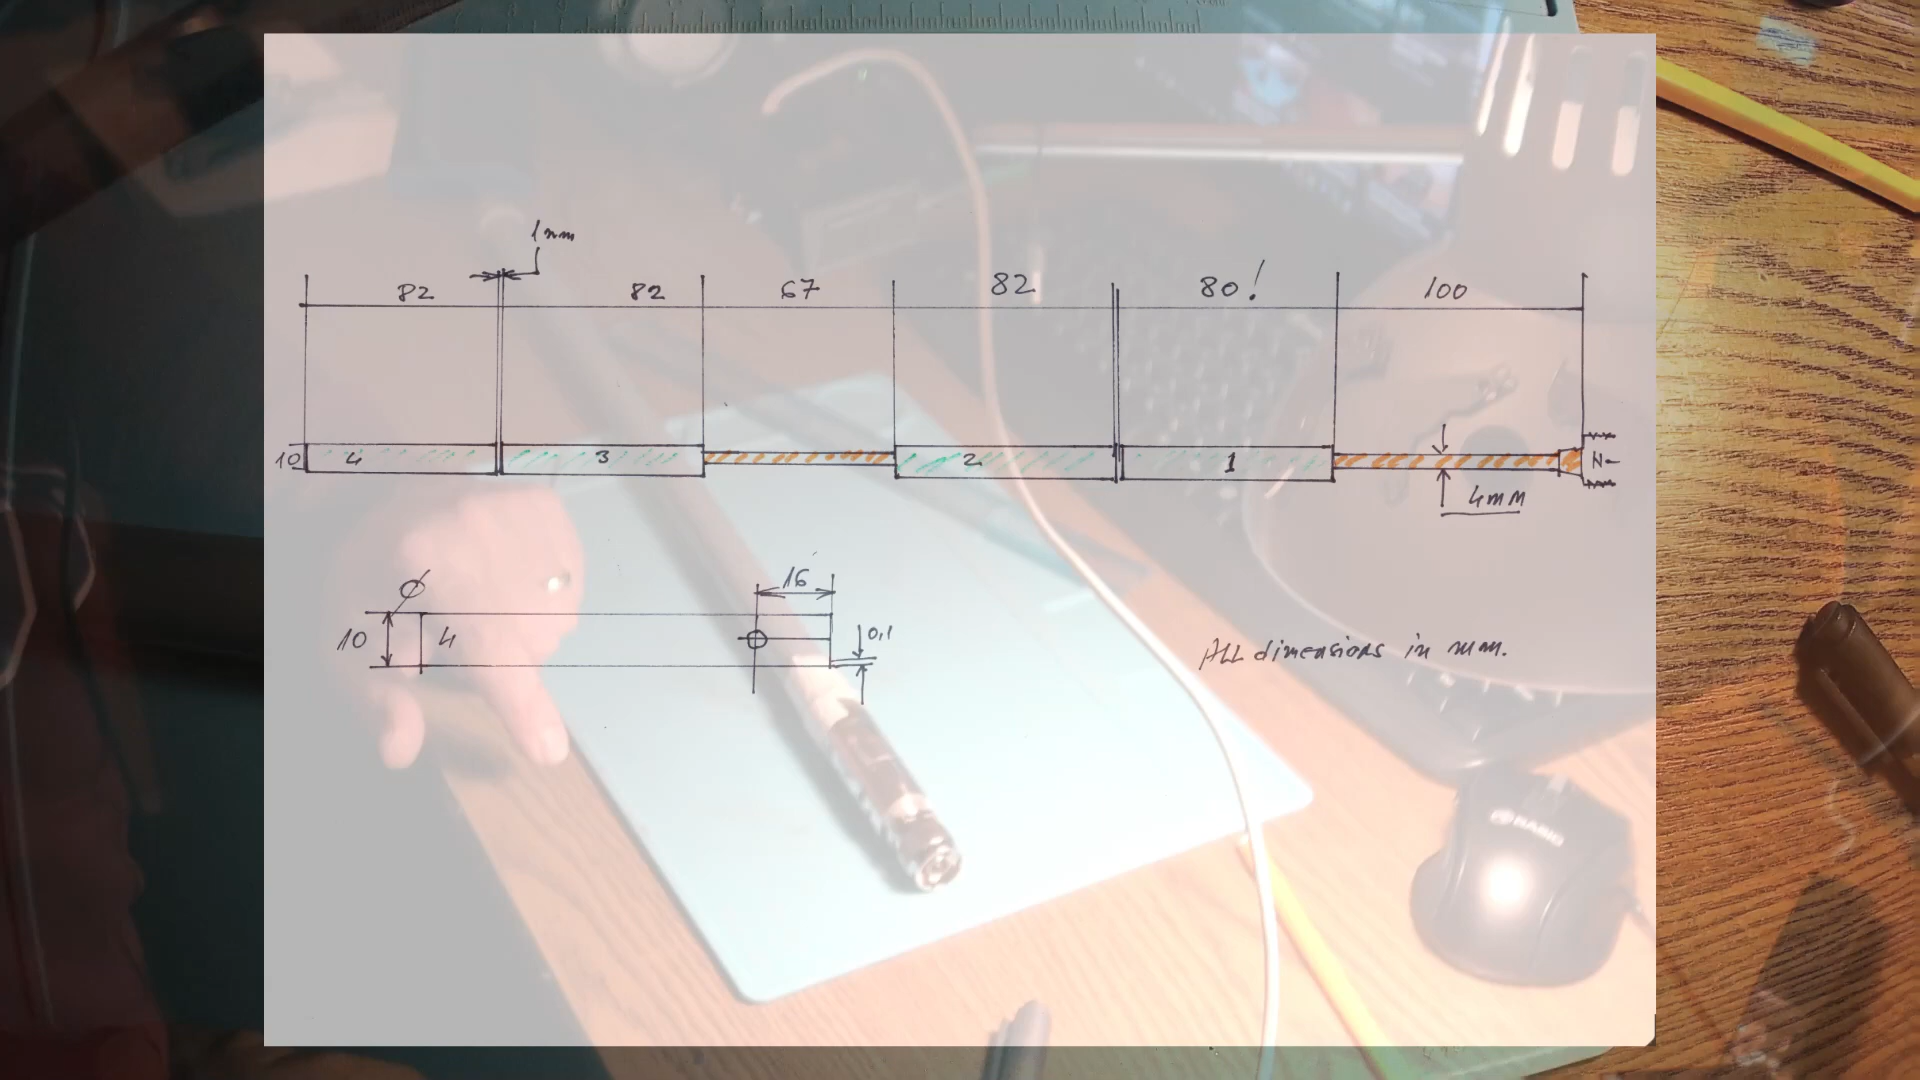 1mm
82 82 67 82 80! 100
10 4 3 2 1 N
4mm
16
Ø
10 4 0,1
ALL dimensions in mm.